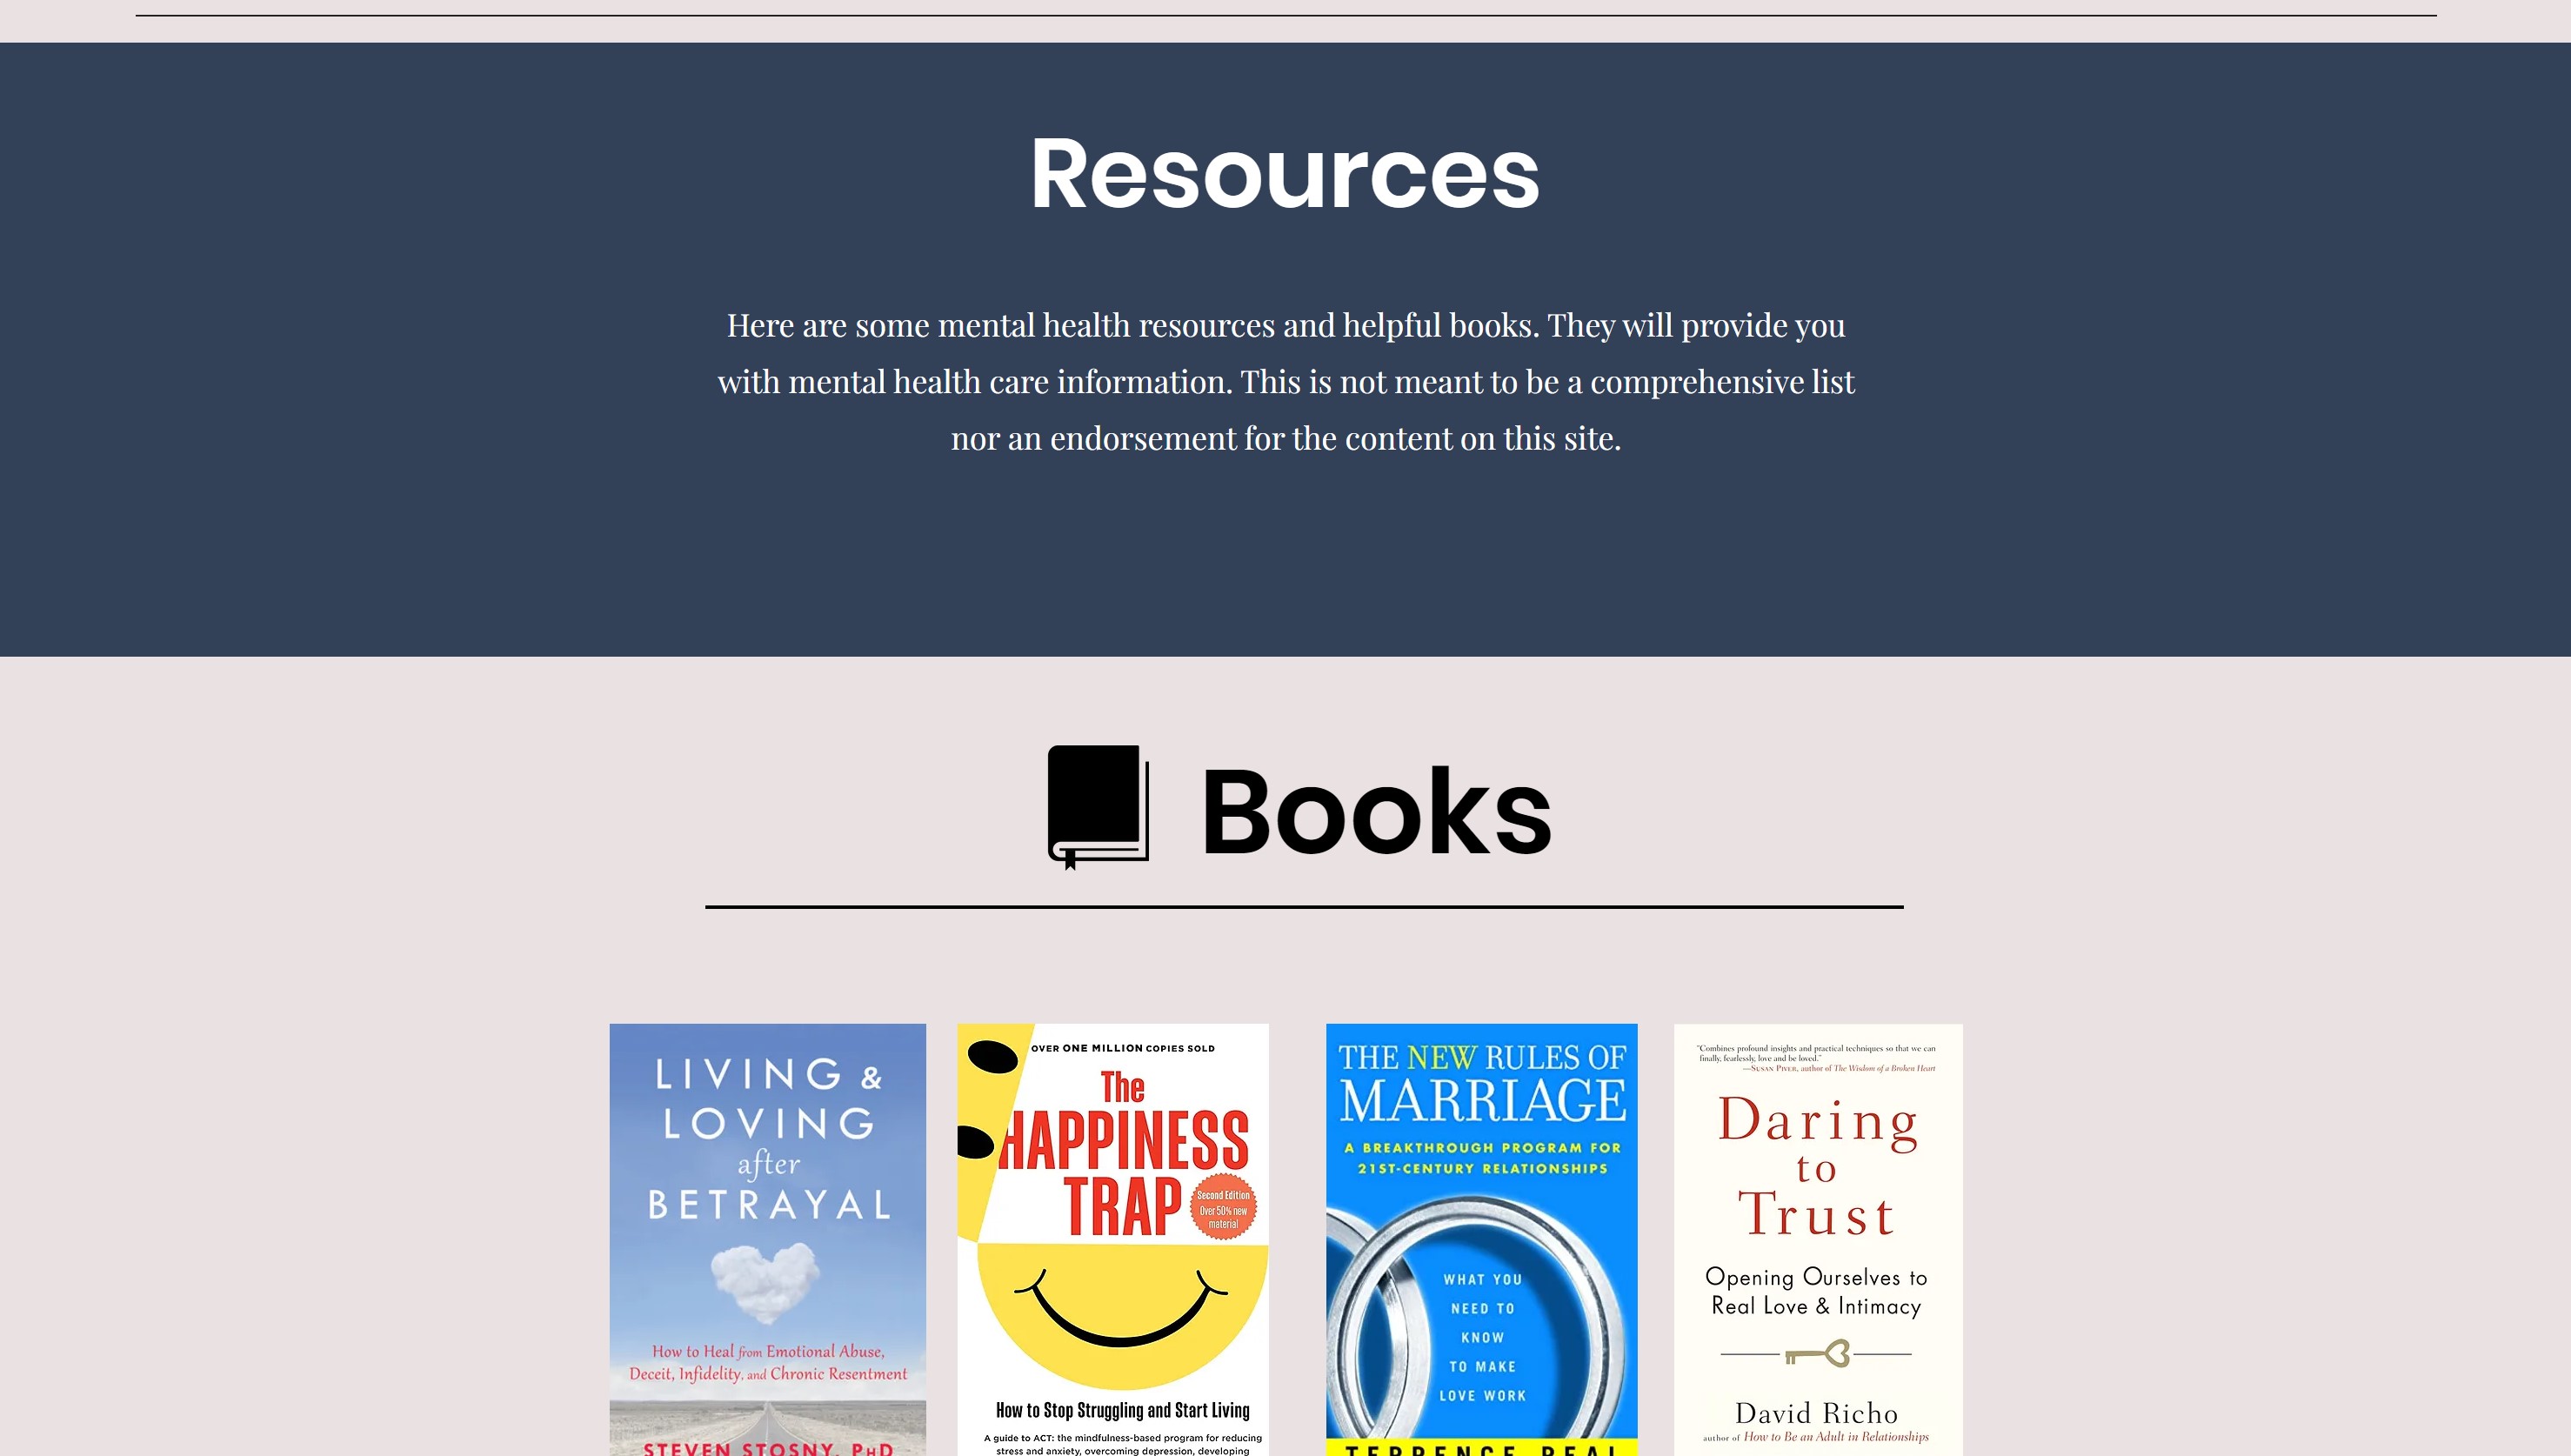 Resources
Here are some mental health resources and helpful books. They will provide you
with mental health care information. This is not meant to be a comprehensive list
nor an endorsement for the content on this site.
Books
LIVING &
LOVING
after
BETRAYAL
How to Heal from Emotional Abuse,
Deceit, Infidelity, and Chronic Resentment
STEVEN STOSNY, PHD
OVER ONE MILLION COPIES SOLD
The
HAPPINESS
TRAP
Second Edition
Over 50% new
material
How to Stop Struggling and Start Living
A guide to ACT: the mindfulness-based program for reducing
stress and anxiety, overcoming depression, developing
THE NEW RULES OF
MARRIAGE
A BREAKTHROUGH PROGRAM FOR
21ST-CENTURY RELATIONSHIPS
WHAT YOU
NEED TO
KNOW
TO MAKE
LOVE WORK
TERRENCE REAL
"Combines profound insights and practical techniques so that we can
finally, fearlessly, love and be loved."
—SUSAN PIVER, author of The Wisdom of a Broken Heart
Daring
to
Trust
Opening Ourselves to
Real Love & Intimacy
David Richo
author of How to Be an Adult in Relationships